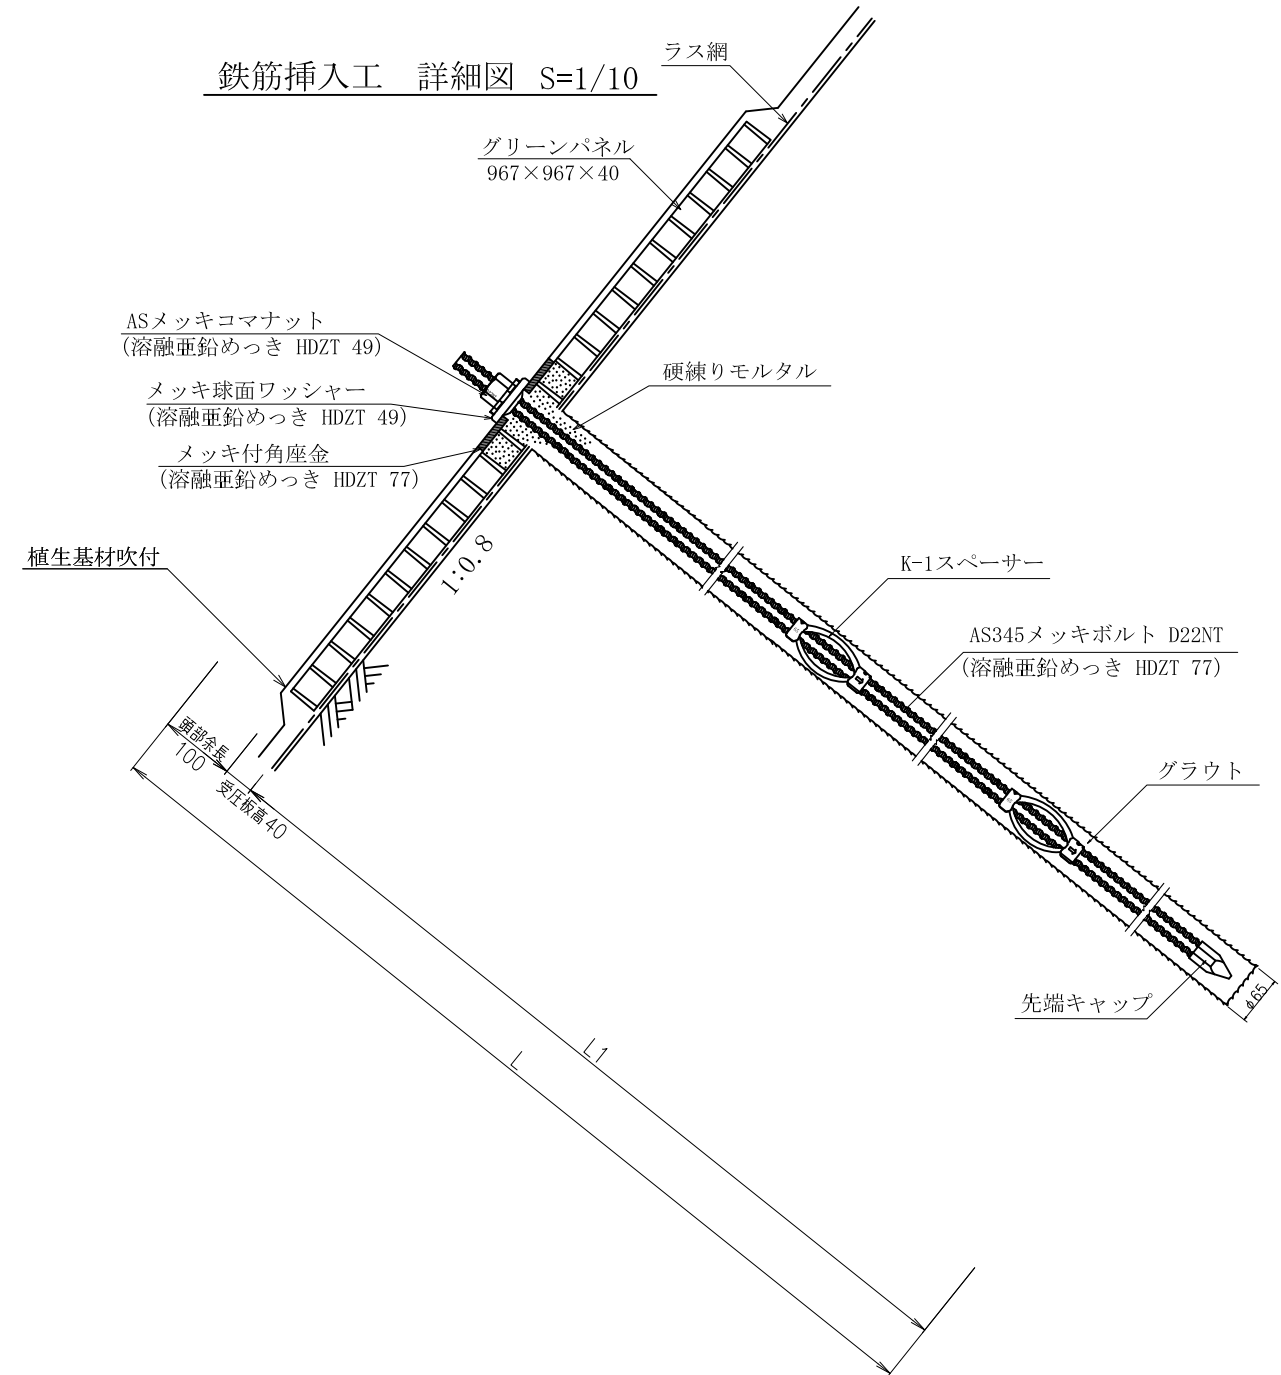 鉄筋挿入工　詳細図　S=1/10
ラス網
グリーンパネル
967×967×40
ASメッキコマナット
(溶融亜鉛めっき HDZT 49)
メッキ球面ワッシャー
(溶融亜鉛めっき HDZT 49)
メッキ付角座金
(溶融亜鉛めっき HDZT 77)
硬練りモルタル
植生基材吹付
1:0.8
K-1スペーサー
AS345メッキボルト D22NT
(溶融亜鉛めっき HDZT 77)
頭部余長
100
受圧板高40
グラウト
先端キャップ
φ65
L1
L